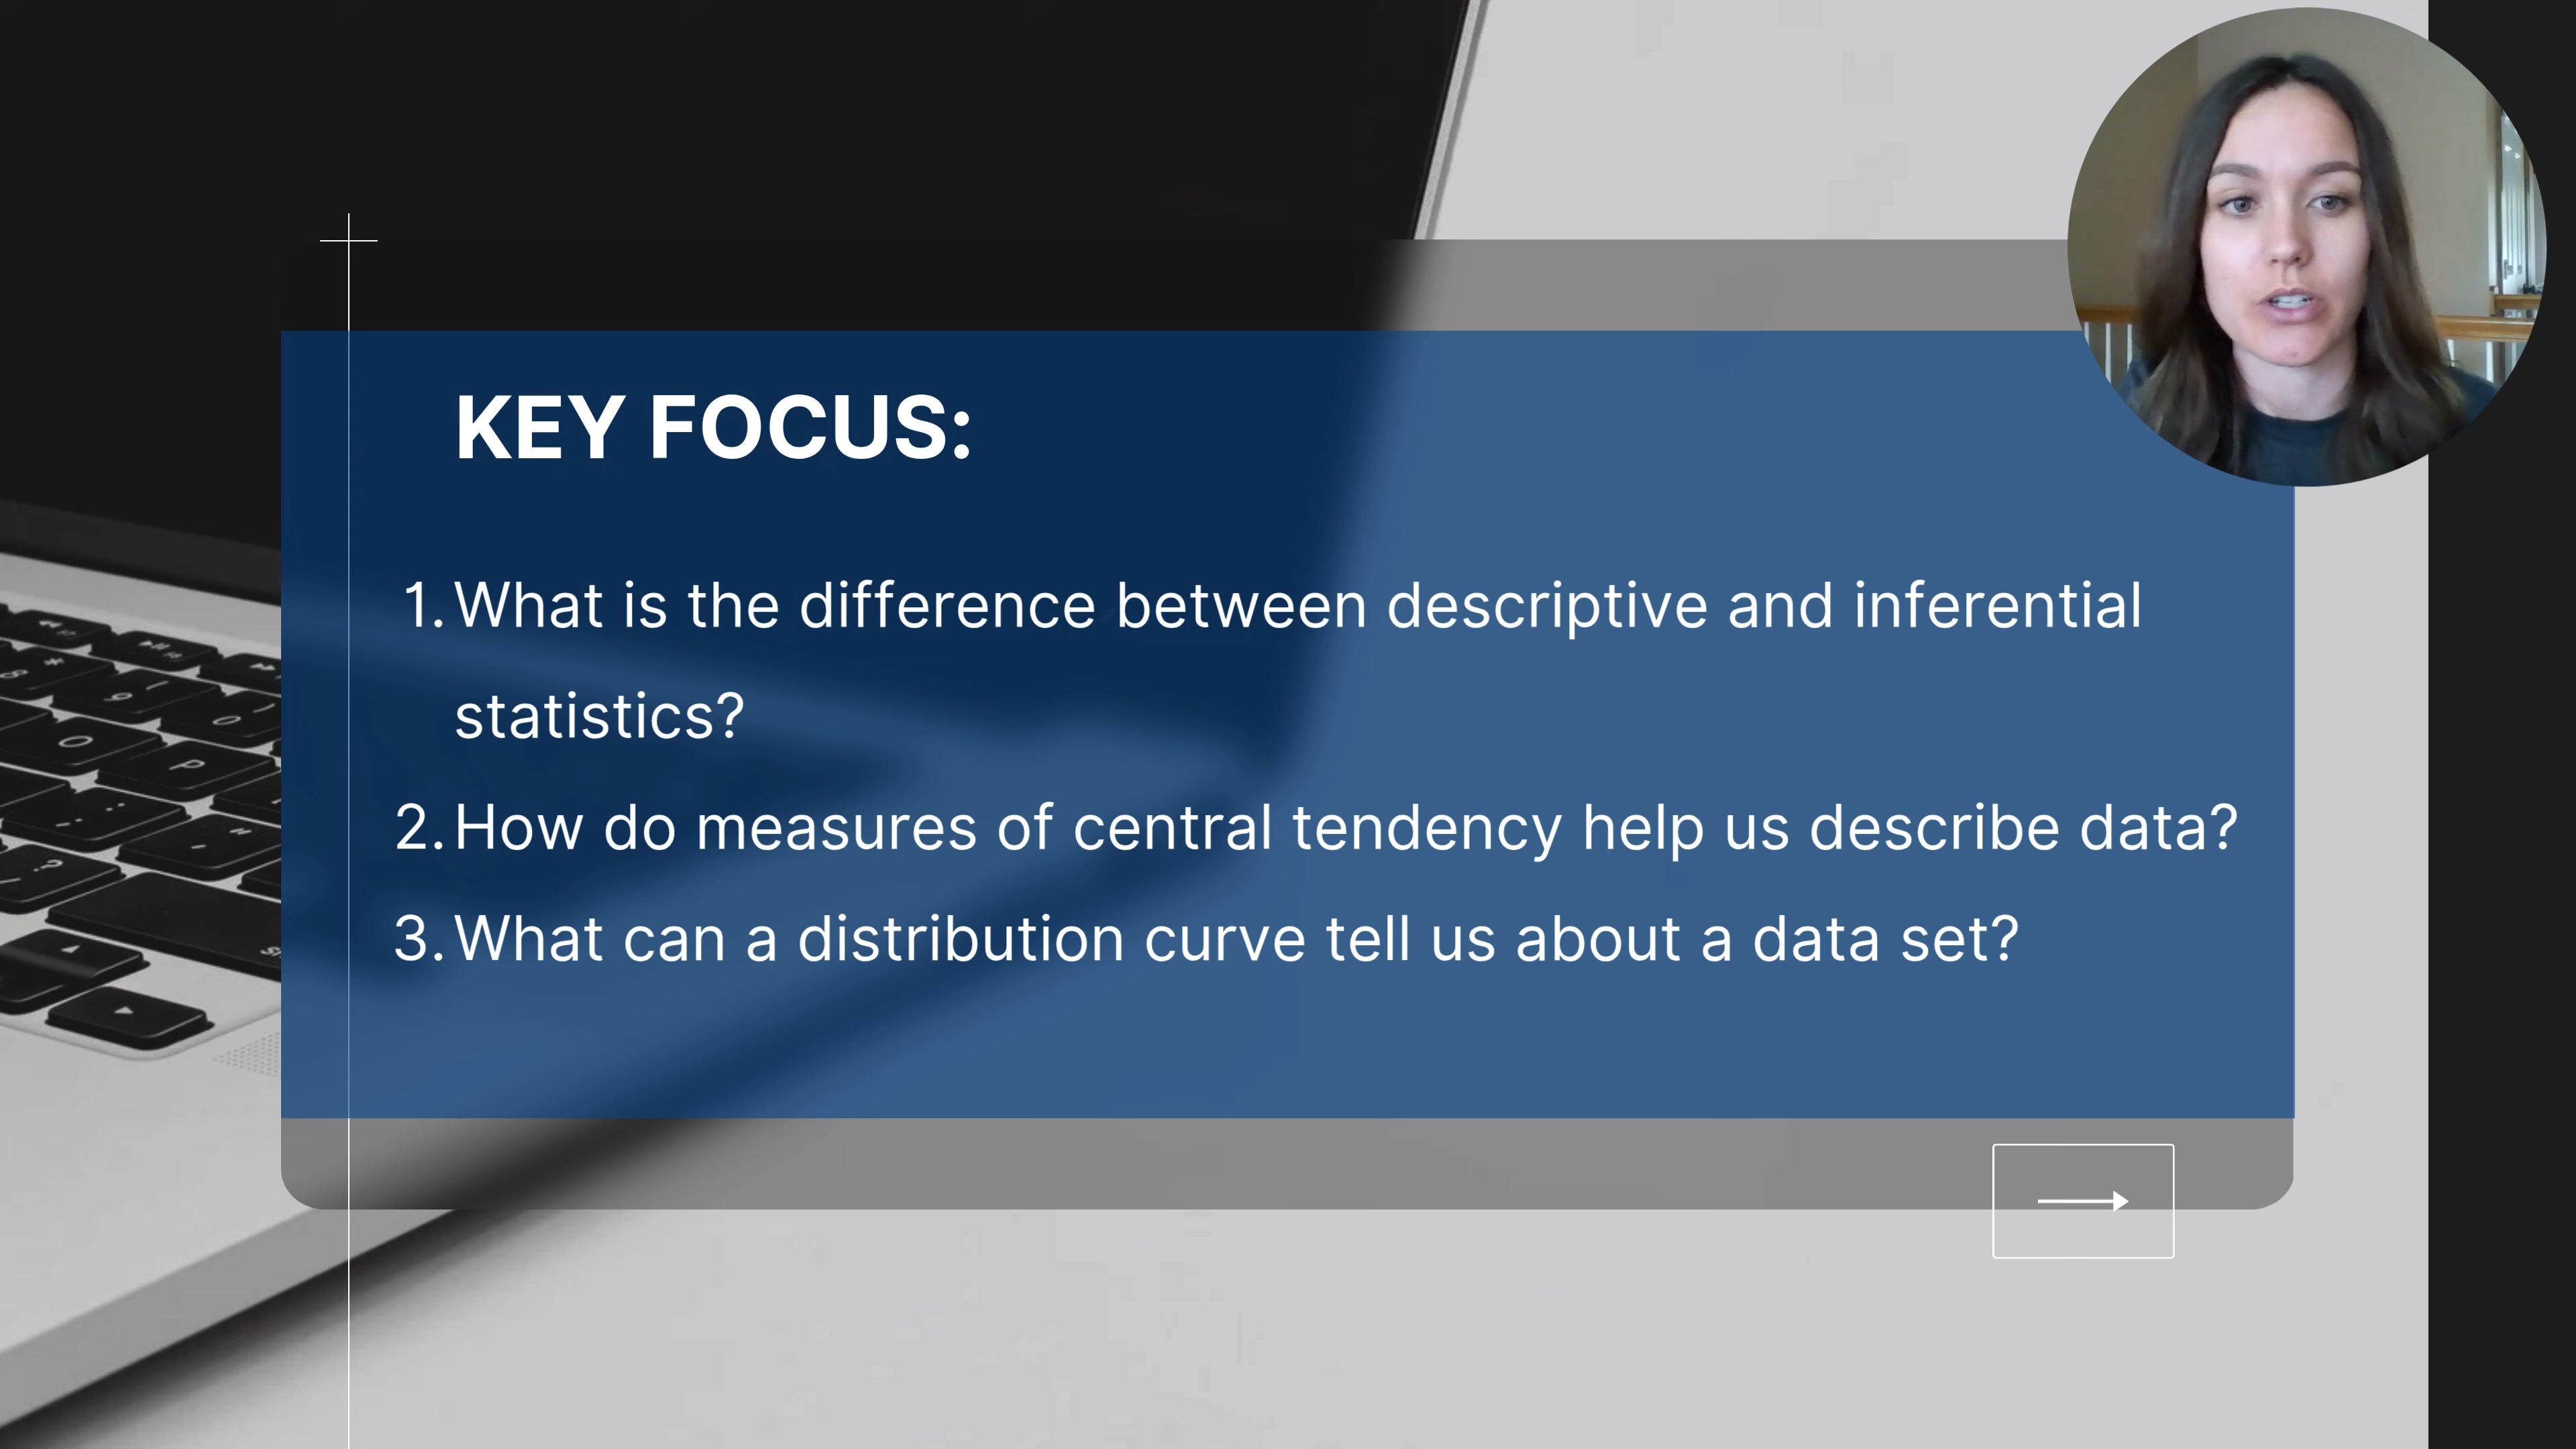 KEY FOCUS:
1. What is the difference between descriptive and inferential
statistics?
2. How do measures of central tendency help us describe data?
3. What can a distribution curve tell us about a data set?